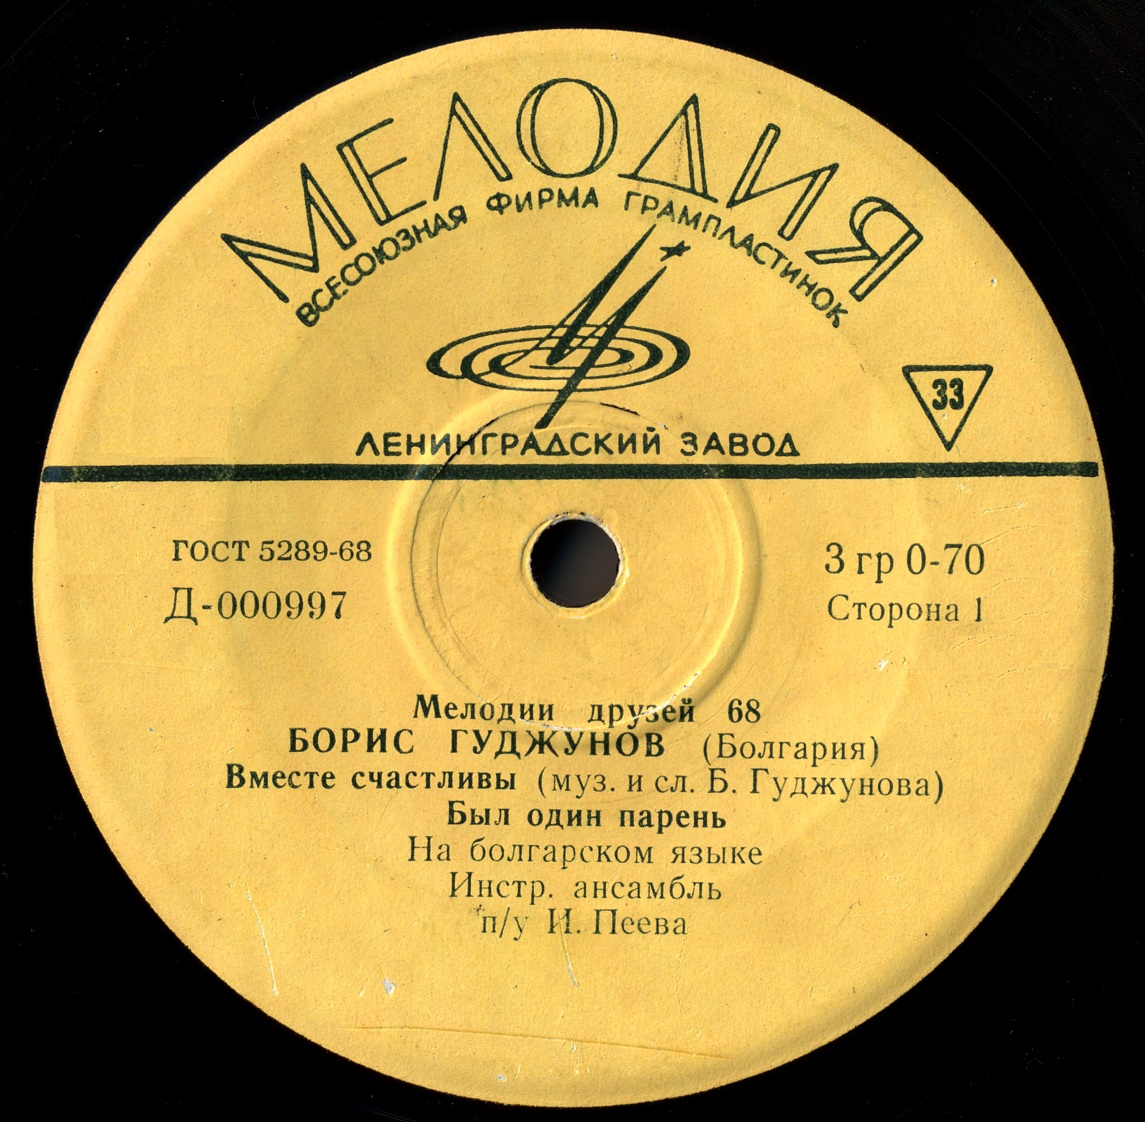 МЕЛОДИЯ
ВСЕСОЮЗНАЯ ФИРМА ГРАМПЛАСТИНОК
33
ЛЕНИНГРАДСКИЙ ЗАВОД
ГОСТ 5289-68
3 гр 0-70
Д-000997
Сторона 1
Мелодии друзей 68
БОРИС ГУДЖУНОВ (Болгария)
Вместе счастливы (муз. и сл. Б. Гуджунова)
Был один парень
На болгарском языке
Инстр. ансамбль
п/у И. Пеева